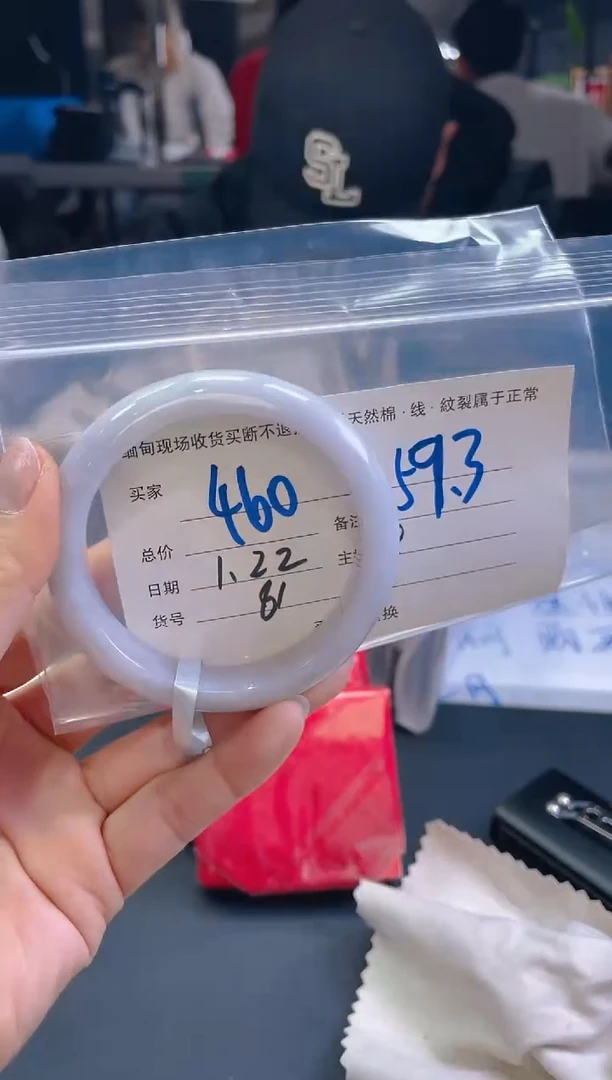 SL
缅甸现场收货买断不退
天然棉·线·紋裂属于正常
买家 460
59.3
总价
备注
日期 1.22
主
货号 81
换